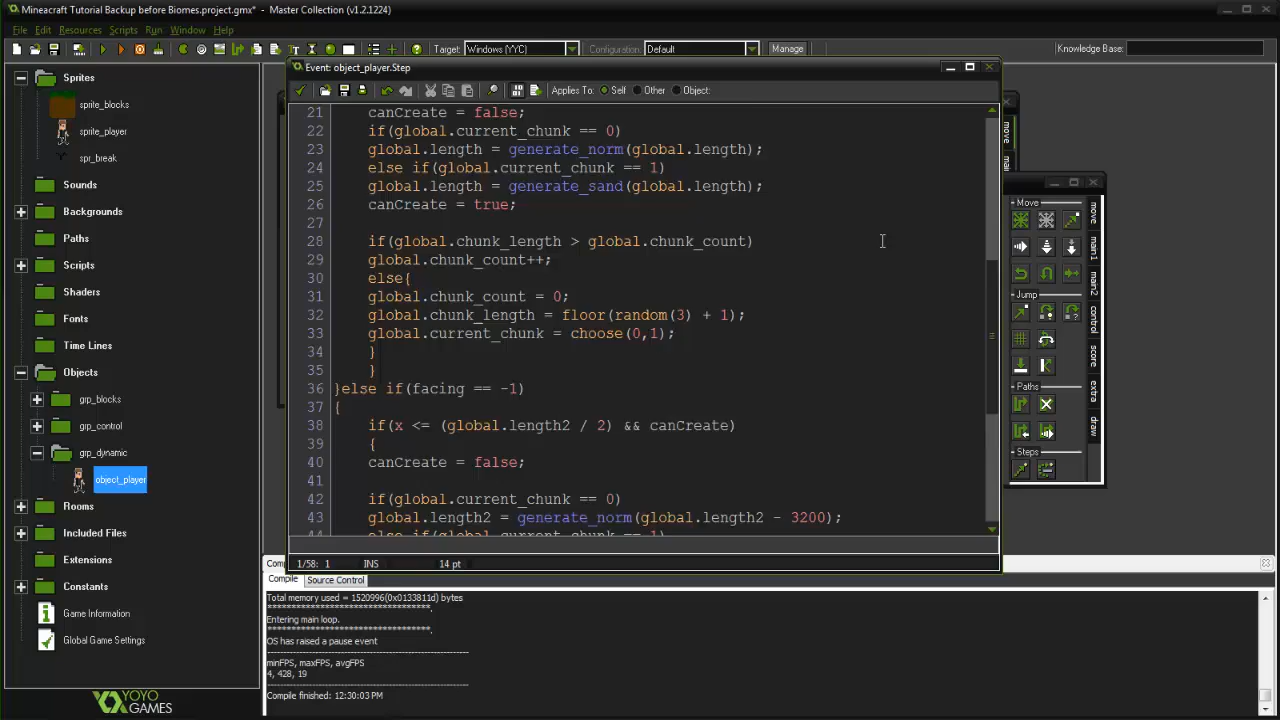 Mineacraft Tutorial Backup before Biomes.project.gmx* - Master Collection (v1.2.1224)
File Edit Resources Scripts Run Window Help
Target: Windows (YYC) Configuration: Default Manage Knowledge Base:
Sprites
sprite_blocks
sprite_player
spr_break
Sounds
Backgrounds
Paths
Scripts
Shaders
Fonts
Time Lines
Objects
grp_blocks
grp_control
grp_dynamic
object_player
Rooms
Included Files
Extensions
Constants
Game Information
Global Game Settings
YOYO
GAMES
Event: object_player.Step
Applies To: Self Other Object:
21 canCreate = false;
22 if(global.current_chunk == 0)
23 global.length = generate_norm(global.length);
24 else if(global.current_chunk == 1)
25 global.length = generate_sand(global.length);
26 canCreate = true;
27
28 if(global.chunk_length > global.chunk_count)
29 global.chunk_count++;
30 else{
31 global.chunk_count = 0;
32 global.chunk_length = floor(random(3) + 1);
33 global.current_chunk = choose(0,1);
34 }
35 }
36 }else if(facing == -1)
37 {
38 if(x <= (global.length2 / 2) && canCreate)
39 {
40 canCreate = false;
41
42 if(global.current_chunk == 0)
43 global.length2 = generate_norm(global.length2 - 3200);
44 else if(global.current_chunk == 1)
1/58: 1 INS 14 pt
move
main1
main2
control
score
extra
draw
Move
Jump
Paths
Steps
Compile Source Control
Total memory used = 1520996(0x0133811d) bytes
**********************************.
Entering main loop.
**********************************.
OS has raised a pause event
minFPS, maxFPS, avgFPS
4, 428, 19
Compile finished: 12:30:03 PM